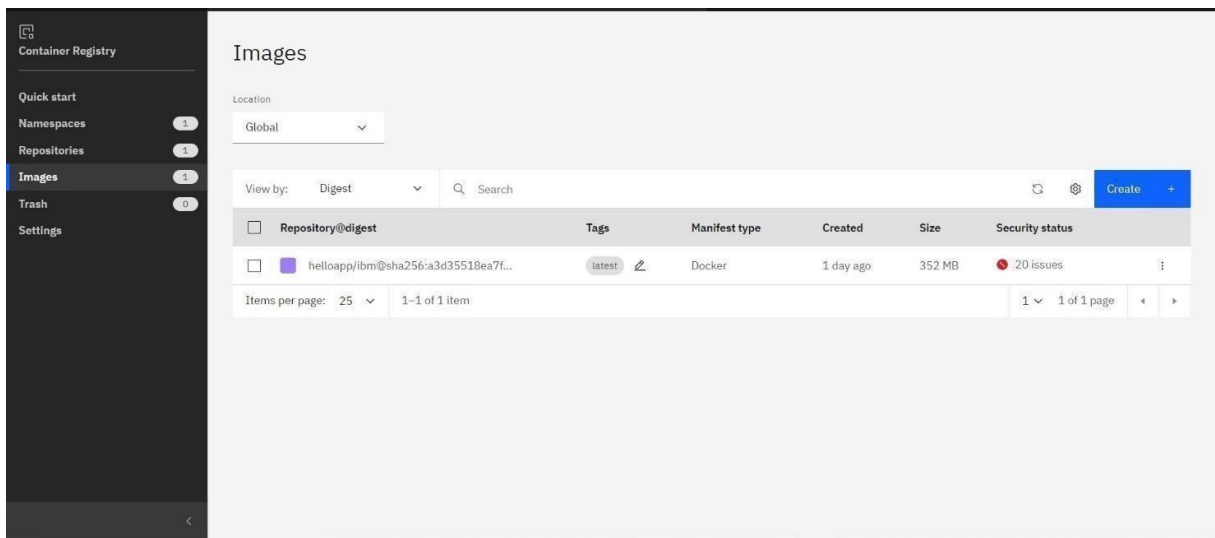 Container Registry
Quick start
Namespaces 1
Repositories 1
Images 1
Trash 0
Settings
Images
Location
Global
View by: Digest Search Create +
Repository@digest Tags Manifest type Created Size Security status
helloapp/ibm@sha256:a3d35518ea7f... latest Docker 1 day ago 352 MB 20 issues
Items per page: 25 1–1 of 1 item 1 1 of 1 page